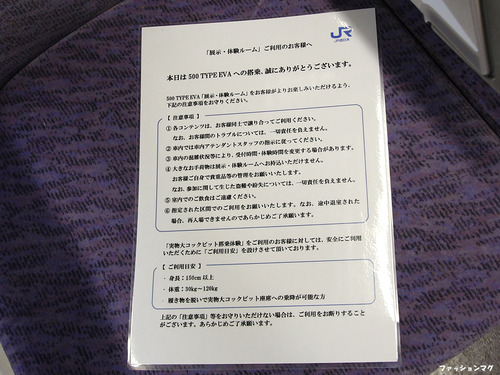 JR
JR西日本
「展示・体験ルーム」ご利用のお客様へ
本日は 500 TYPE EVA への搭乗、誠にありがとうございます。
500 TYPE EVA「展示・体験ルーム」をお客様がよりお楽しみいただけるよう、
下記の注意事項をお守りください。
【 注意事項 】
① 各コンテンツは、お客様同士で譲り合ってご利用ください。
なお、お客様間のトラブルについては、一切責任を負えません。
② 車内では車内アテンダントスタッフの指示に従ってください。
③ 車内の混雑状況等により、受付時間・体験時間を変更する場合があります。
④ 大きなお手荷物は展示・体験ルームへお持込いただけません。
お客様ご自身で貴重品等の管理をお願いいたします。
なお、参加に関して生じた盗難や紛失については、一切責任を負えません。
⑤ 室内でのご飲食はご遠慮ください。
⑥ 指定された区間でのご利用をお願いいたします。なお、途中退室された
場合、再入場できませんのであらかじめご了承願います。
「実物大コックピット搭乗体験」をご利用のお客様に対しては、安全にご利用
いただくために「ご利用目安」を設けさせて頂いております。
【 ご利用目安 】
・ 身長：150cm 以上
・ 体重：30kg～120kg
・ 履き物を脱いで実物大コックピット座席への乗降が可能な方
上記の「注意事項」等をお守りいただけない場合は、ご利用をお断りすること
がございます。あらかじめご了承願います。
ファッションマグ